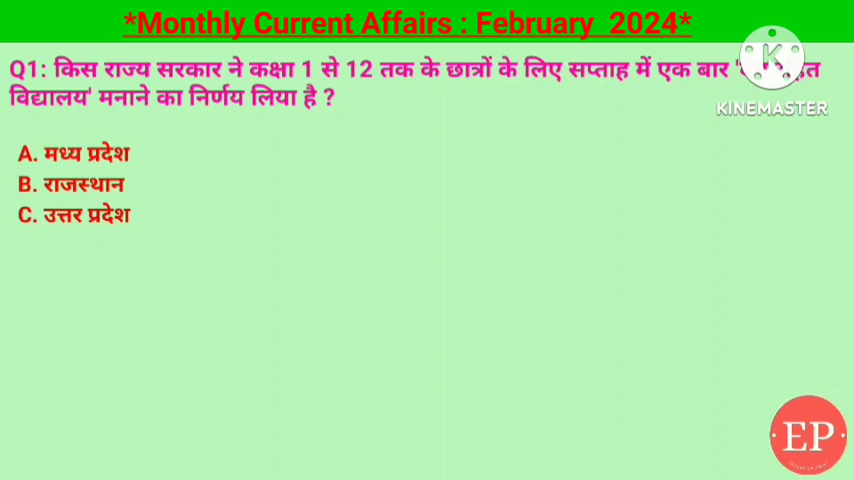 *Monthly Current Affairs : February 2024*
Q1: किस राज्य सरकार ने कक्षा 1 से 12 तक के छात्रों के लिए सप्ताह में एक बार
विद्यालय' मनाने का निर्णय लिया है ?
KINEMASTER
A. मध्य प्रदेश
B. राजस्थान
C. उत्तर प्रदेश
EP